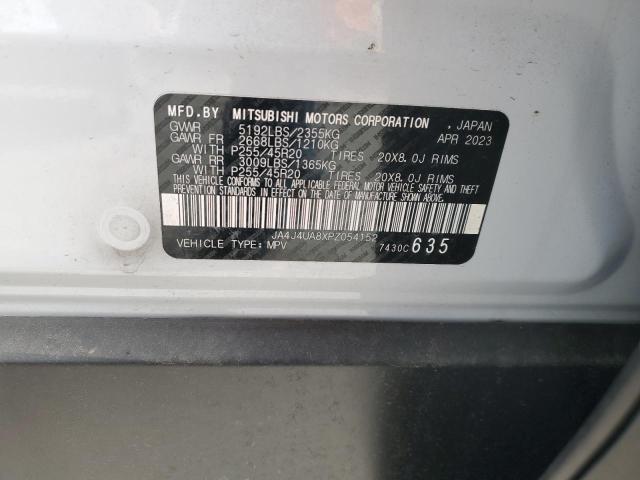 MFD.BY MITSUBISHI MOTORS CORPORATION , JAPAN
GVWR 5192LBS/2355KG APR 2023
GAWR FR 2668LBS/1210KG
WITH P255/45R20 TIRES 20X8.0J RIMS
GAWR RR 3009LBS/1365KG
WITH P255/45R20 TIRES 20X8.0J RIMS
THIS VEHICLE CONFORMS TO ALL APPLICABLE FEDERAL MOTOR VEHICLE SAFETY AND THEFT
PREVENTION STANDARDS IN EFFECT ON THE DATE OF MANUFACTURE SHOWN ABOVE.
JA4J4UA8XPZ054152
VEHICLE TYPE: MPV 7430C 635